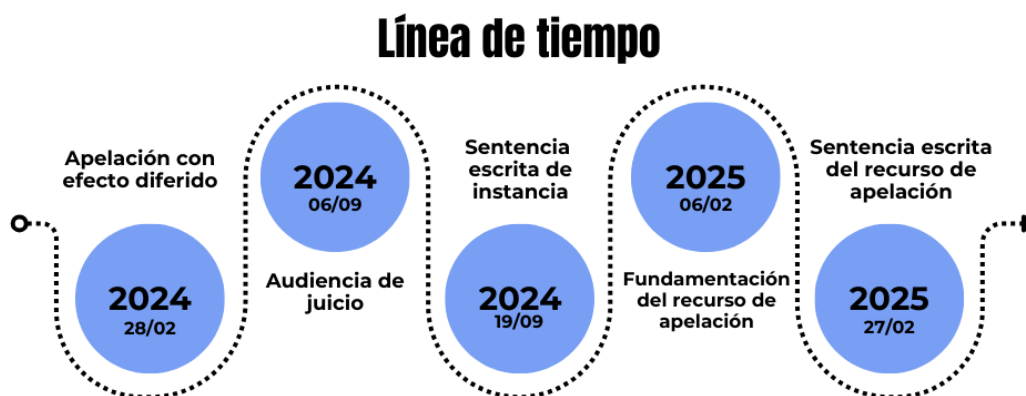 Línea de tiempo
Apelación con
efecto diferido
2024
28/02
2024
06/09
Audiencia de
juicio
Sentencia
escrita de
instancia
2024
19/09
2025
06/02
Fundamentación
del recurso de
apelación
Sentencia escrita
del recurso de
apelación
2025
27/02